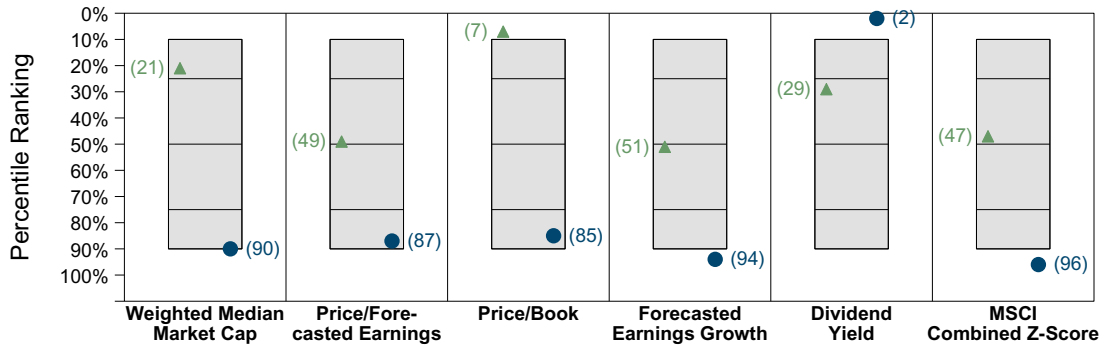 Percentile Ranking
0%
10%
20%
30%
40%
50%
60%
70%
80%
90%
100%
(21)
(90)
(49)
(87)
(7)
(85)
(51)
(94)
(29)
(2)
(47)
(96)
Weighted Median
Market Cap
Price/Fore-
casted Earnings
Price/Book
Forecasted
Earnings Growth
Dividend
Yield
MSCI
Combined Z-Score